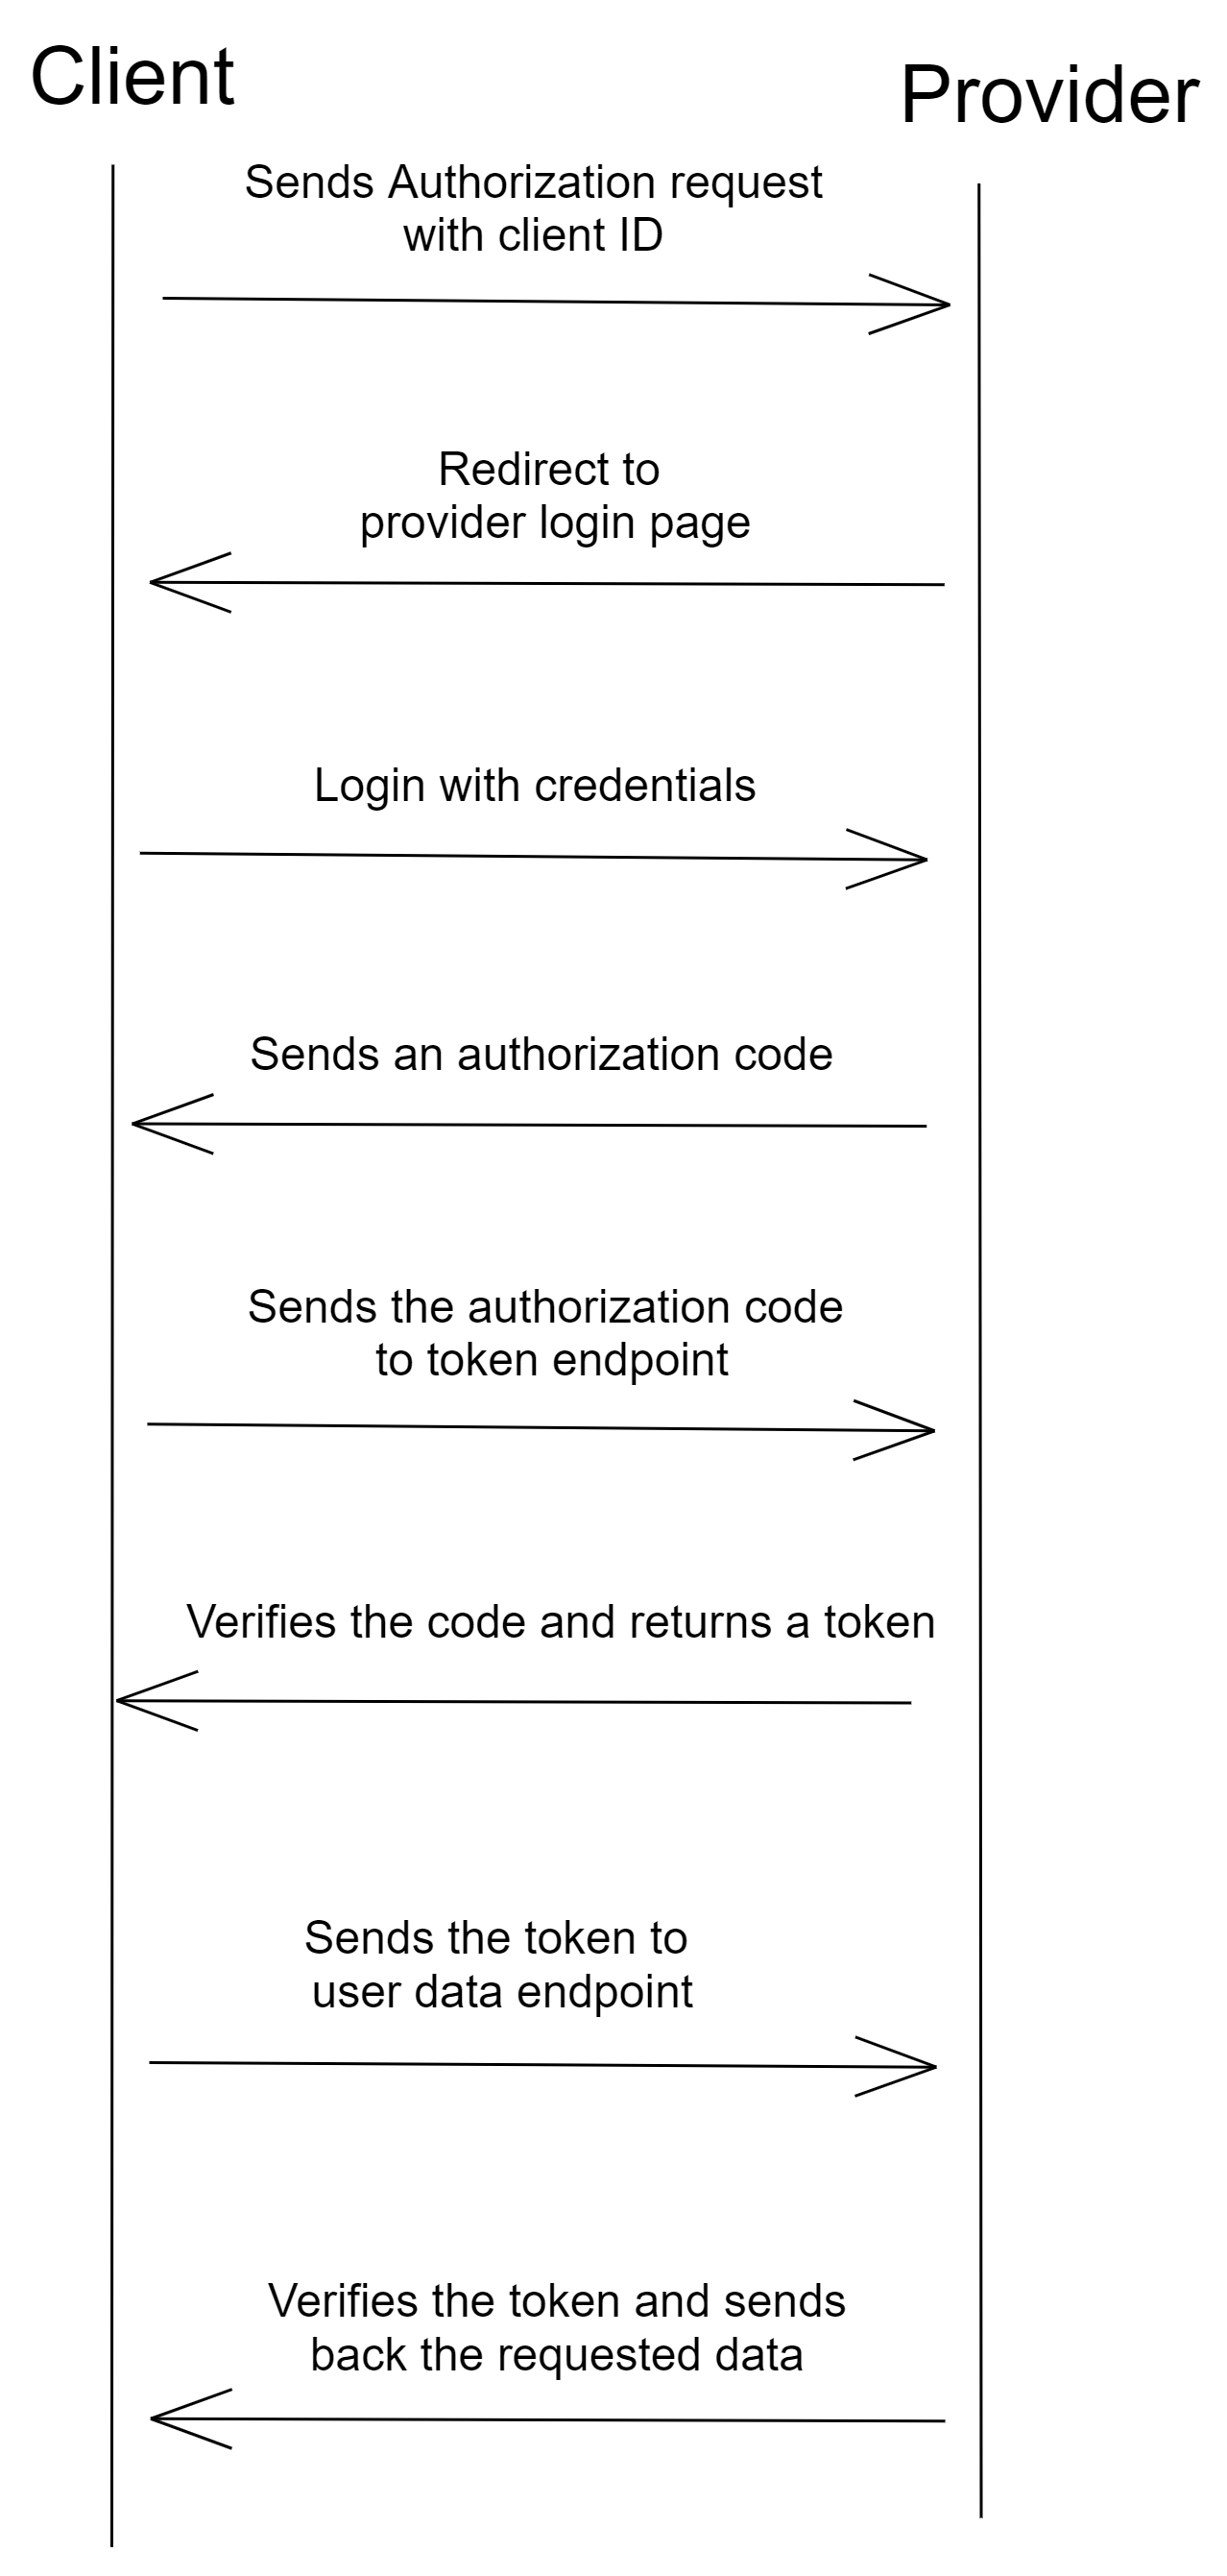 Client
Provider
Sends Authorization request
with client ID
Redirect to
provider login page
Login with credentials
Sends an authorization code
Sends the authorization code
to token endpoint
Verifies the code and returns a token
Sends the token to
user data endpoint
Verifies the token and sends
back the requested data